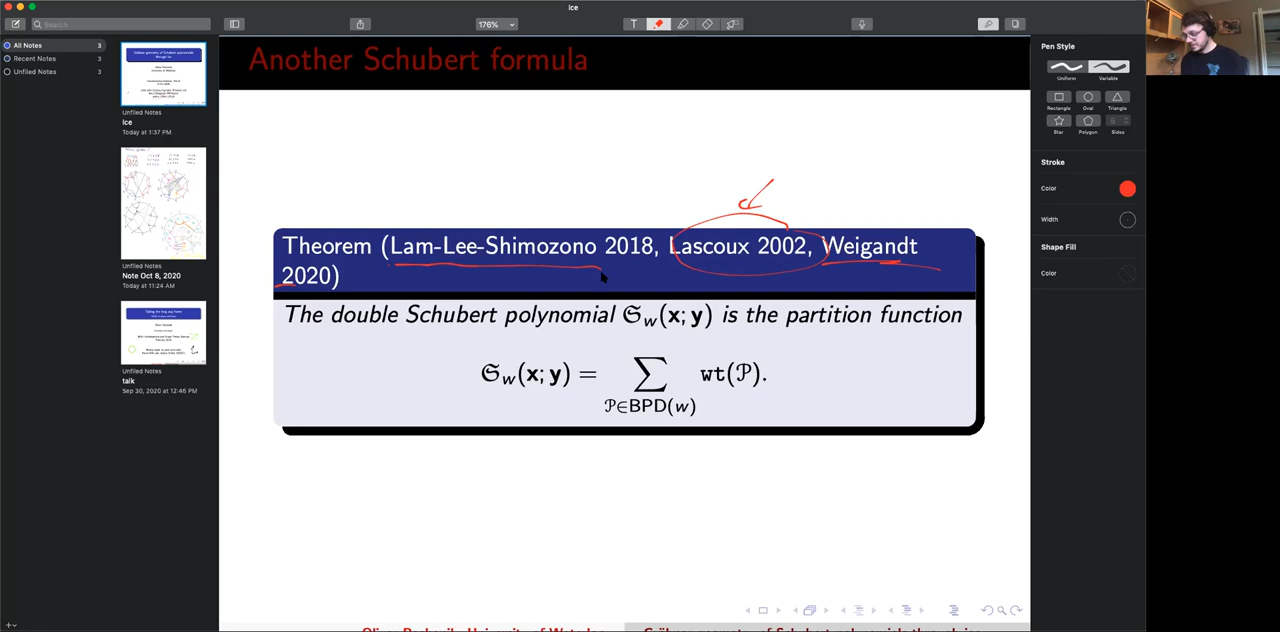 Ice
Search
176%
T
All Notes 3
Recent Notes 3
Unfiled Notes 3
Unfiled Notes
Ice
Today at 1:37 PM
Unfiled Notes
Note Oct 8, 2020
Today at 11:24 AM
Unfiled Notes
talk
Sep 30, 2020 at 12:46 PM
Another Schubert formula
Theorem (Lam-Lee-Shimozono 2018, Lascoux 2002, Weigandt
2020)
The double Schubert polynomial 𝔖w(x; y) is the partition function
𝔖w(x; y) = ∑ wt(P).
P∈BPD(w)
Pen Style
Uniform Variable
Rectangle Oval Triangle
5
Star Polygon Sides
Stroke
Color
Width
Shape Fill
Color